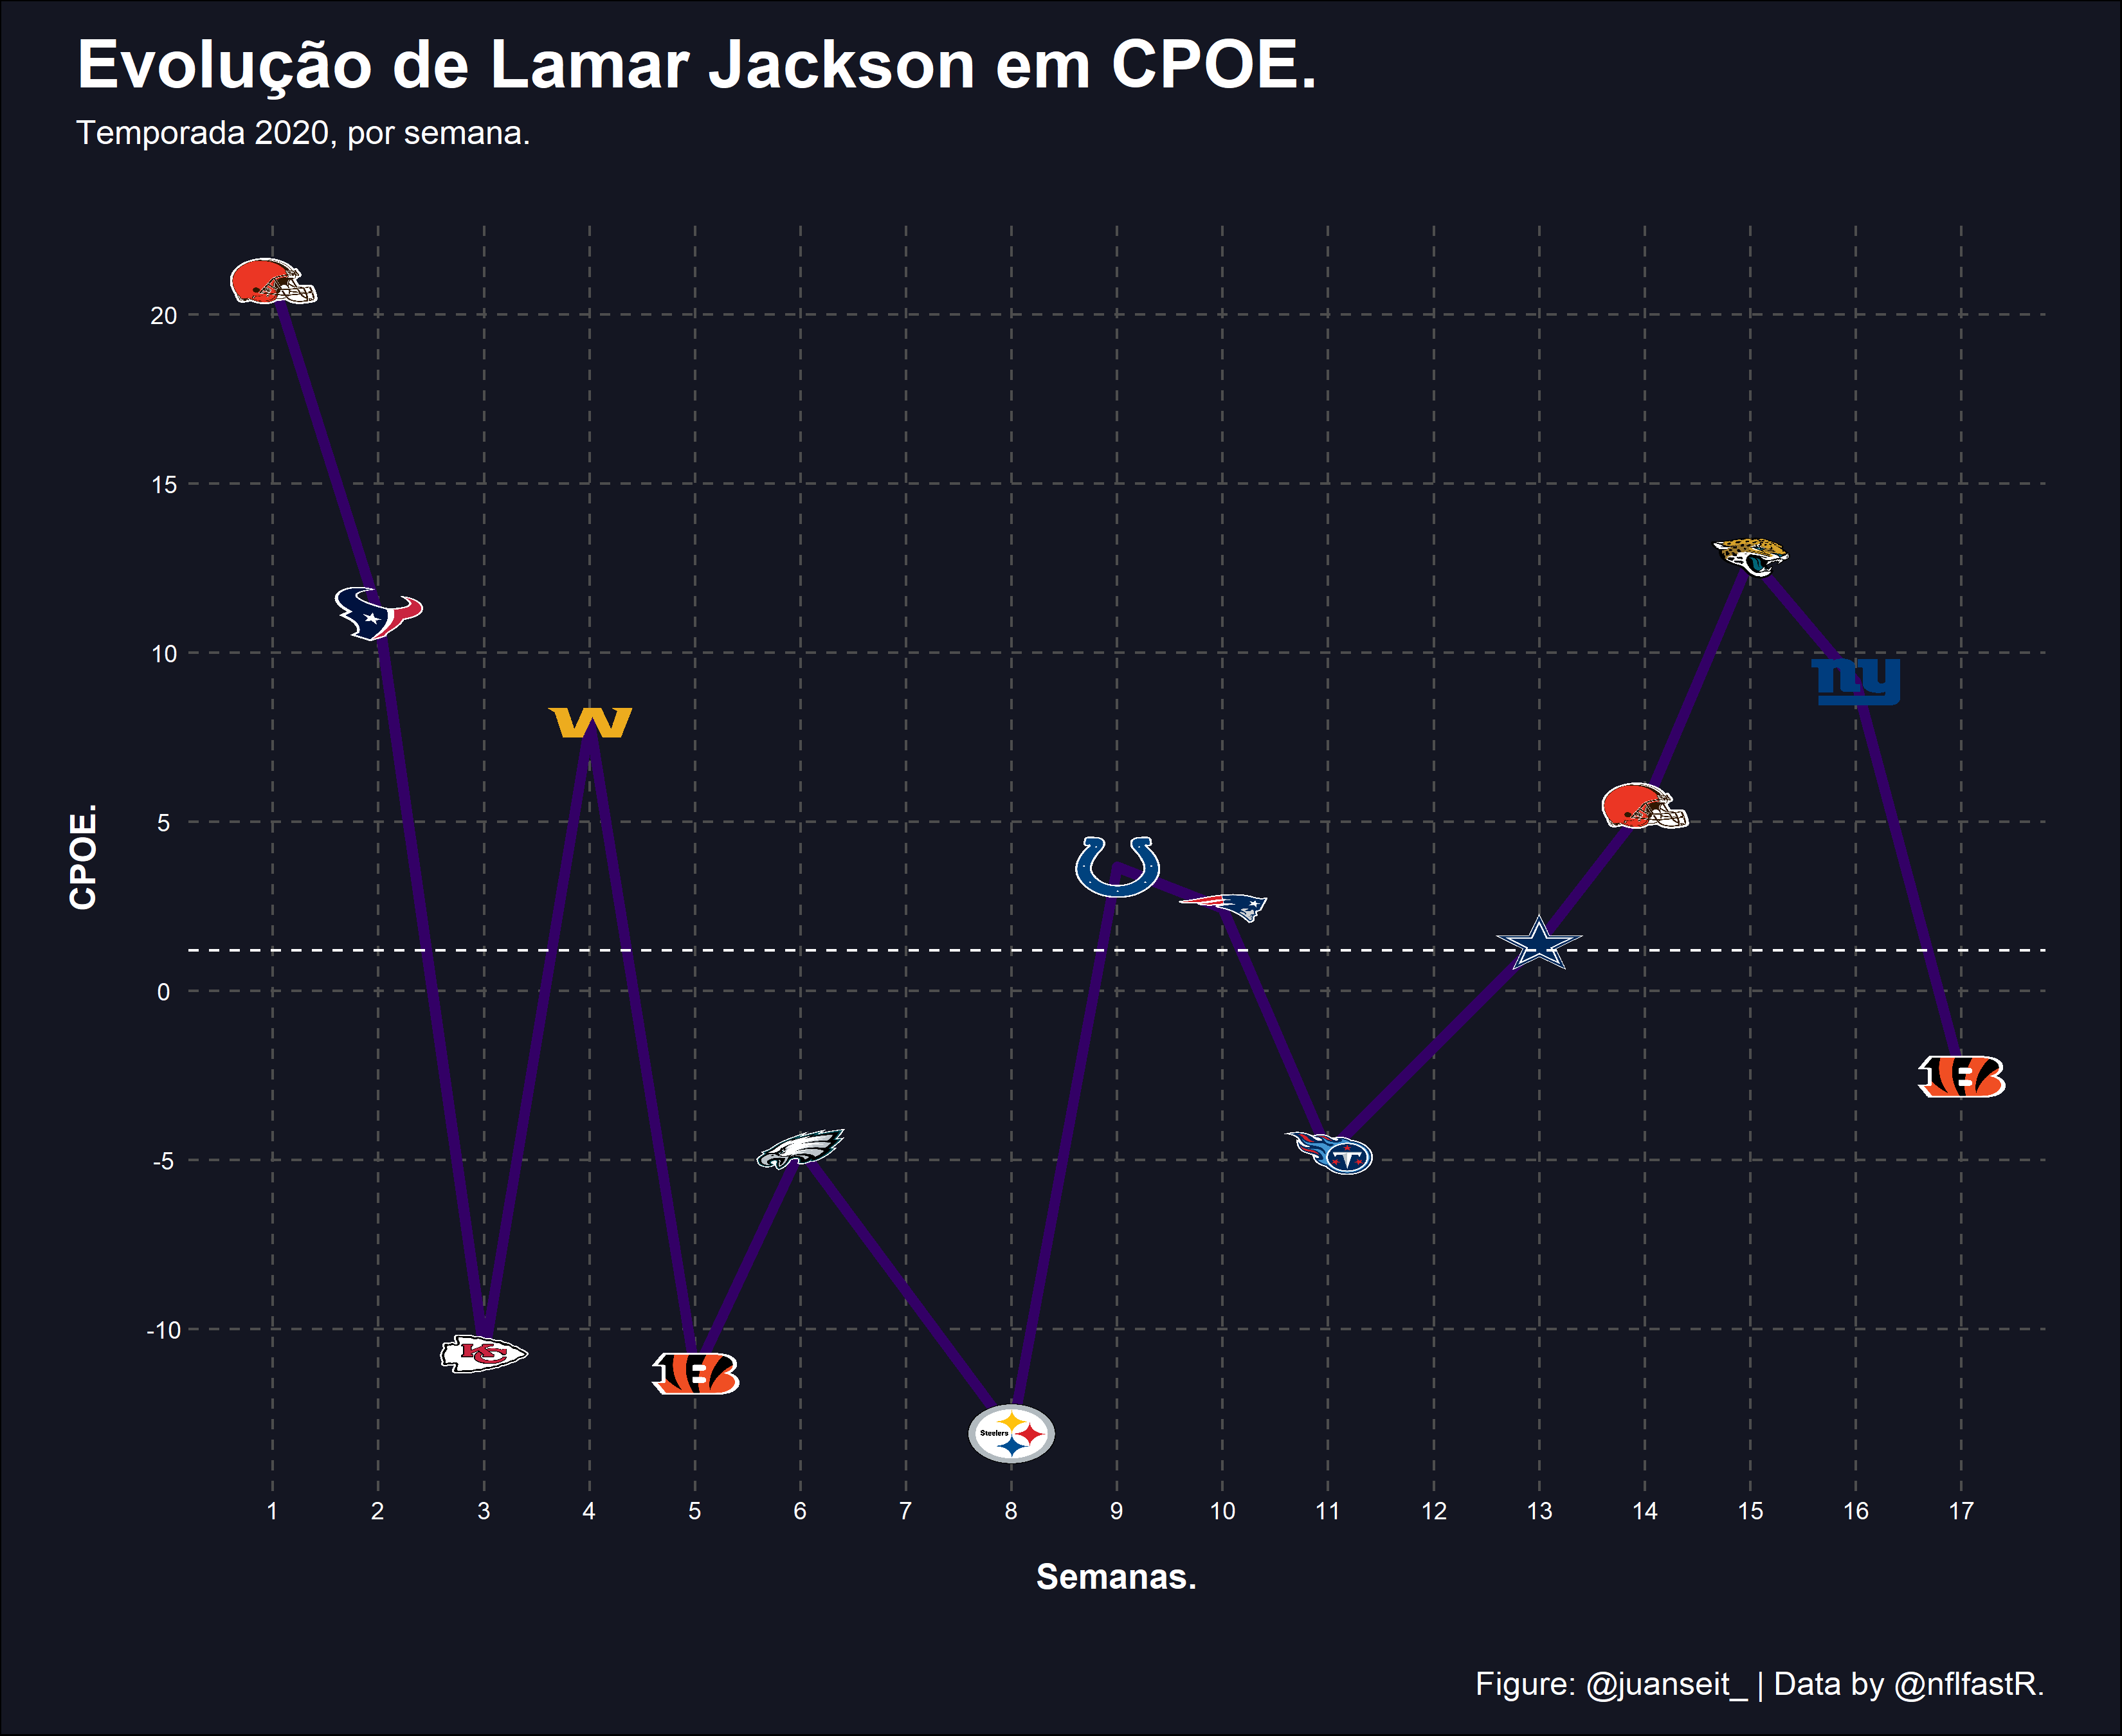 Evolução de Lamar Jackson em CPOE.
Temporada 2020, por semana.
CPOE.
20
15
10
5
0
-5
-10
Steelers
1 2 3 4 5 6 7 8 9 10 11 12 13 14 15 16 17
Semanas.
Figure: @juanseit_ | Data by @nflfastR.